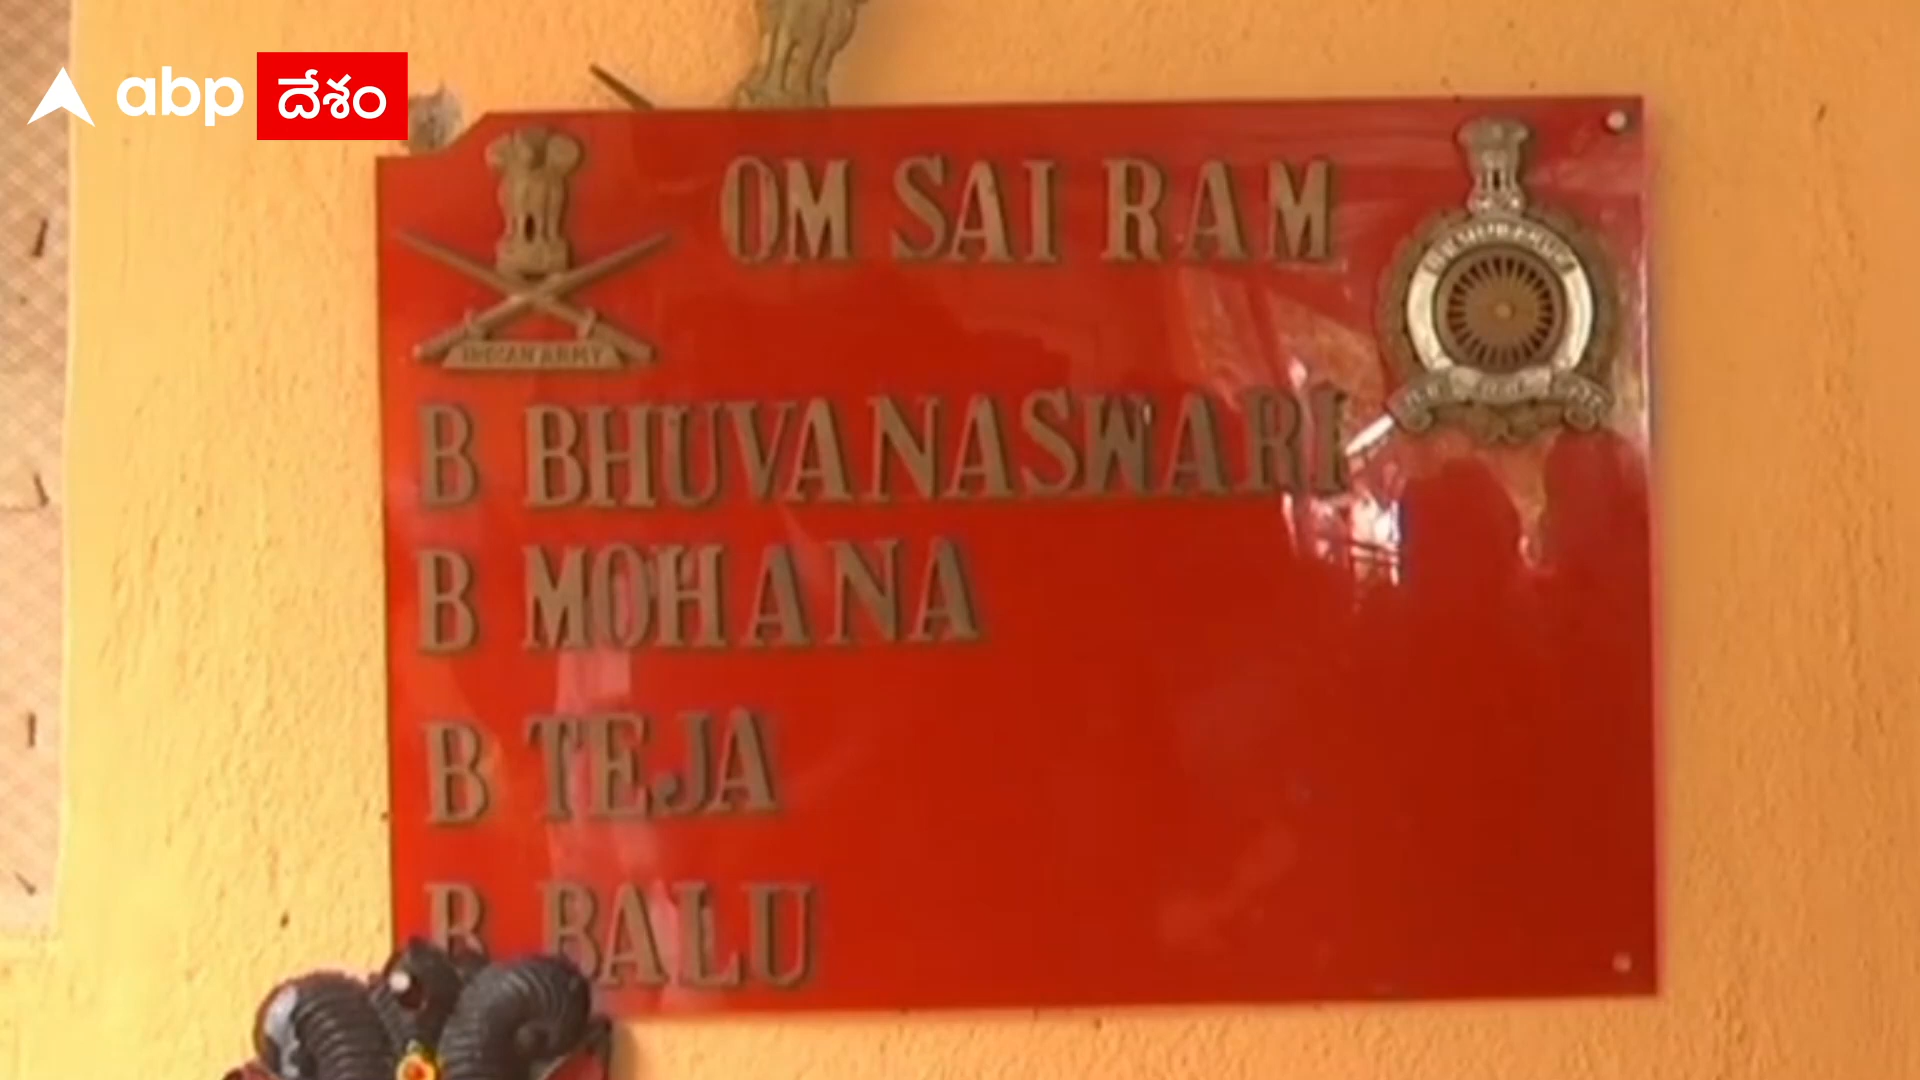 abp దేశం
OM SAI RAM
INDIAN ARMY
B BHUVANASWARI
B MOHANA
B TEJA
B BALU